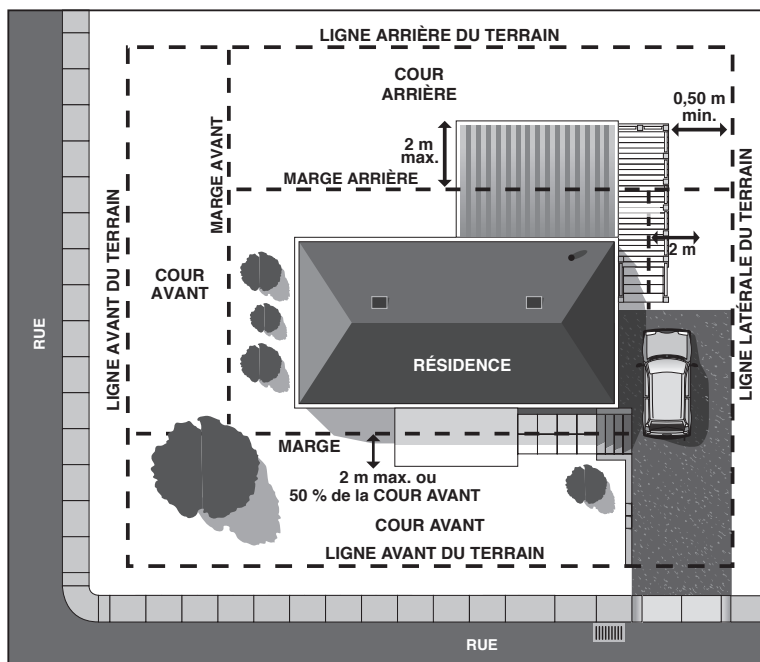 LIGNE ARRIÈRE DU TERRAIN
COUR
ARRIÈRE
0,50 m
min.
2 m
max.
MARGE AVANT
MARGE ARRIÈRE
LIGNE AVANT DU TERRAIN
COUR
AVANT
2 m
LIGNE LATÉRALE DU TERRAIN
RUE
RÉSIDENCE
MARGE
2 m max. ou
50 % de la COUR AVANT
COUR AVANT
LIGNE AVANT DU TERRAIN
RUE